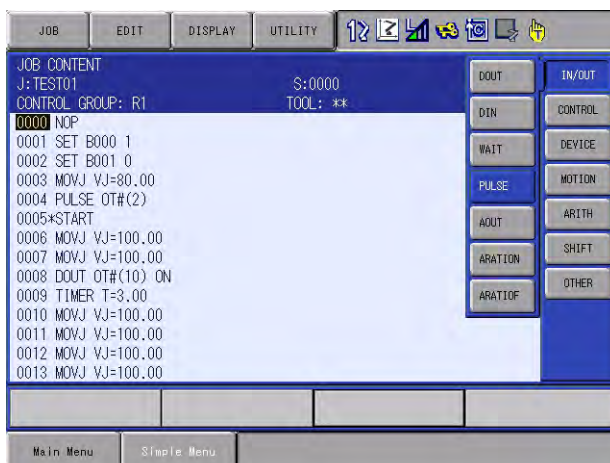 JOB EDIT DISPLAY UTILITY
JOB CONTENT
J:TEST01 S:0000
CONTROL GROUP: R1 TOOL: **
0000 NOP
0001 SET B000 1
0002 SET B001 0
0003 MOVJ VJ=80.00
0004 PULSE OT#(2)
0005*START
0006 MOVJ VJ=100.00
0007 MOVJ VJ=100.00
0008 DOUT OT#(10) ON
0009 TIMER T=3.00
0010 MOVJ VJ=100.00
0011 MOVJ VJ=100.00
0012 MOVJ VJ=100.00
0013 MOVJ VJ=100.00
DOUT
DIN
WAIT
PULSE
AOUT
ARATION
ARATIOF
IN/OUT
CONTROL
DEVICE
MOTION
ARITH
SHIFT
OTHER
Main Menu Simple Menu